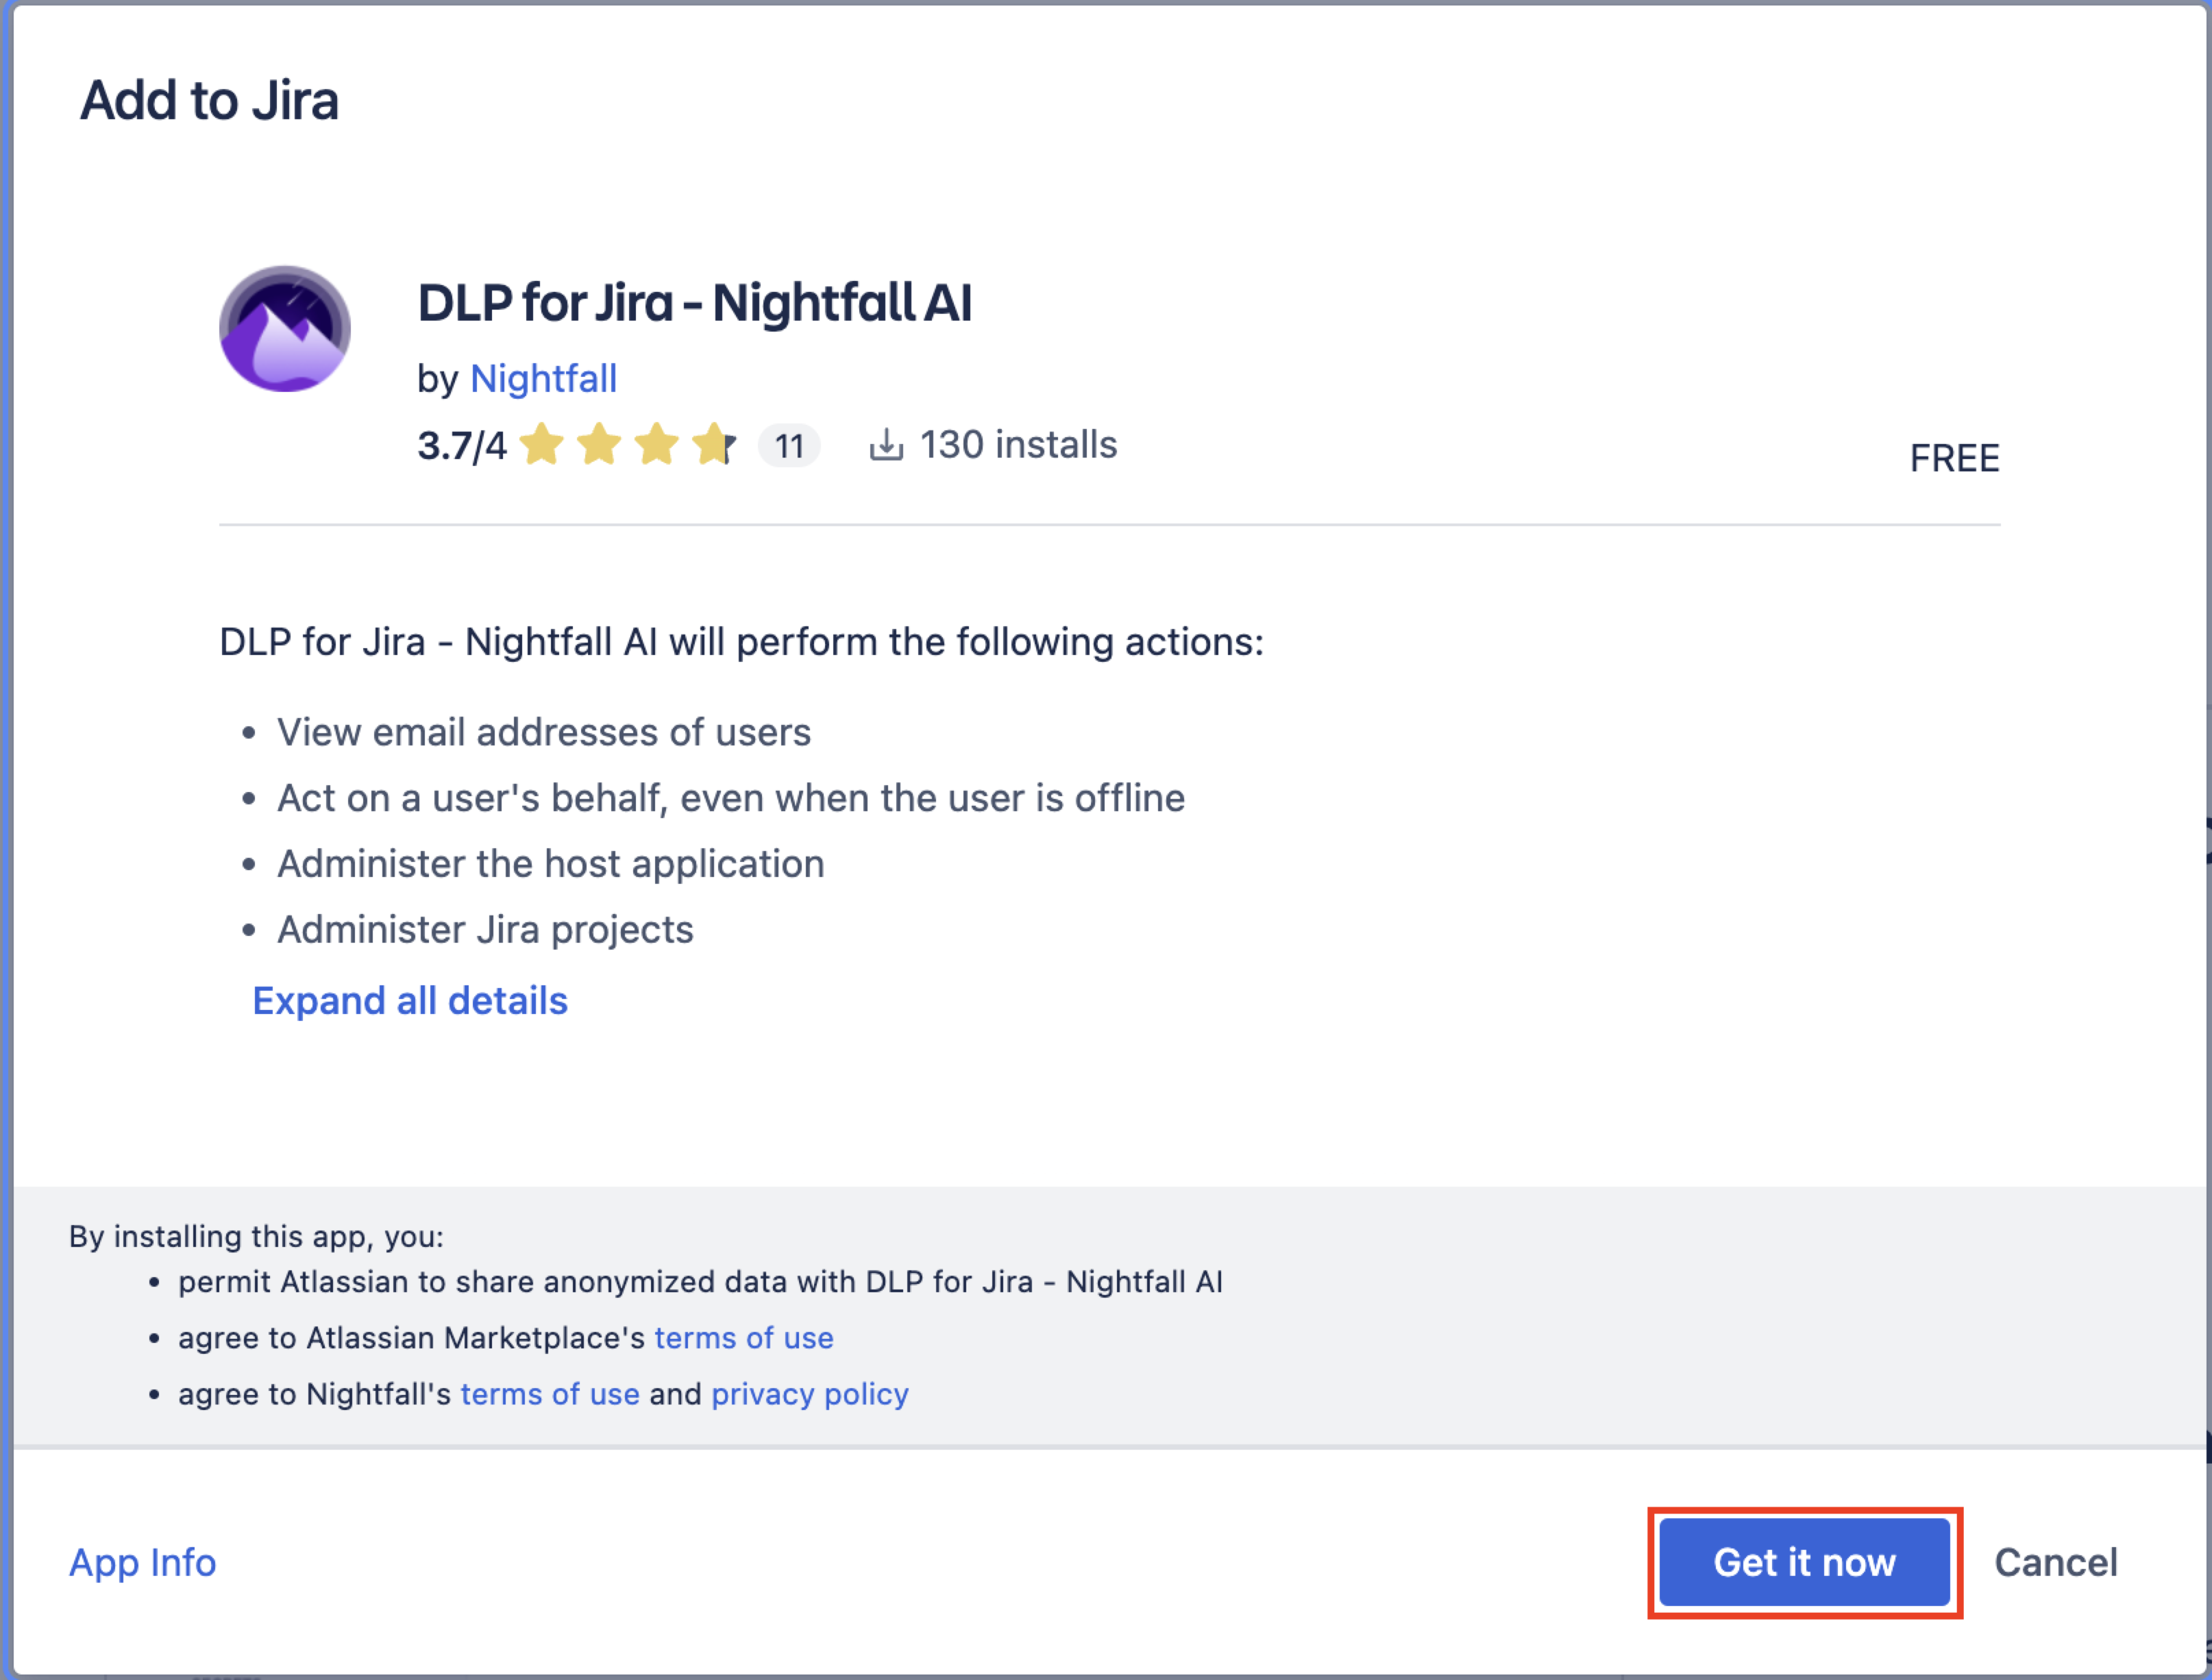 Add to Jira
DLP for Jira - Nightfall AI
by Nightfall
3.7/4 11 130 installs
FREE
DLP for Jira - Nightfall AI will perform the following actions:
• View email addresses of users
• Act on a user's behalf, even when the user is offline
• Administer the host application
• Administer Jira projects
Expand all details
By installing this app, you:
• permit Atlassian to share anonymized data with DLP for Jira - Nightfall AI
• agree to Atlassian Marketplace's terms of use
• agree to Nightfall's terms of use and privacy policy
App Info
Get it now
Cancel